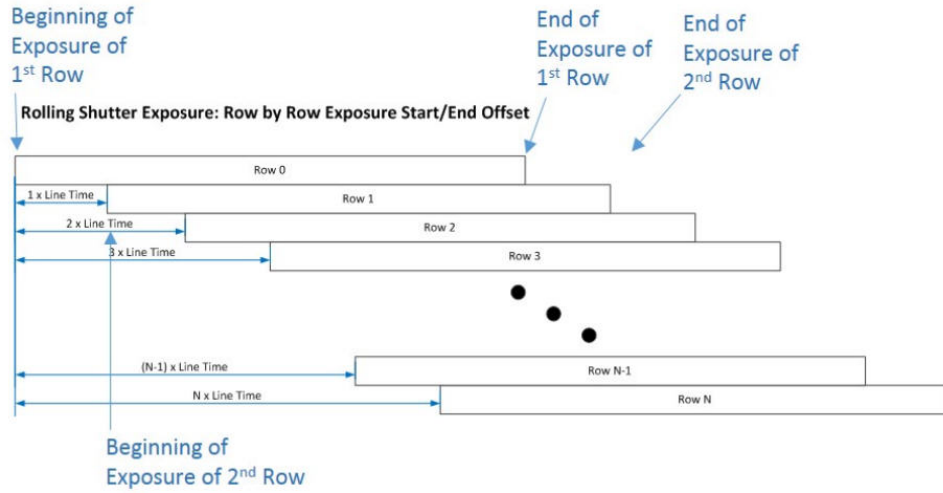 Beginning of
Exposure of
1st Row
End of
Exposure of
1st Row
End of
Exposure of
2nd Row
Rolling Shutter Exposure: Row by Row Exposure Start/End Offset
Row 0
1 x Line Time
Row 1
2 x Line Time
Row 2
3 x Line Time
Row 3
(N-1) x Line Time
Row N-1
N x Line Time
Row N
Beginning of
Exposure of 2nd Row